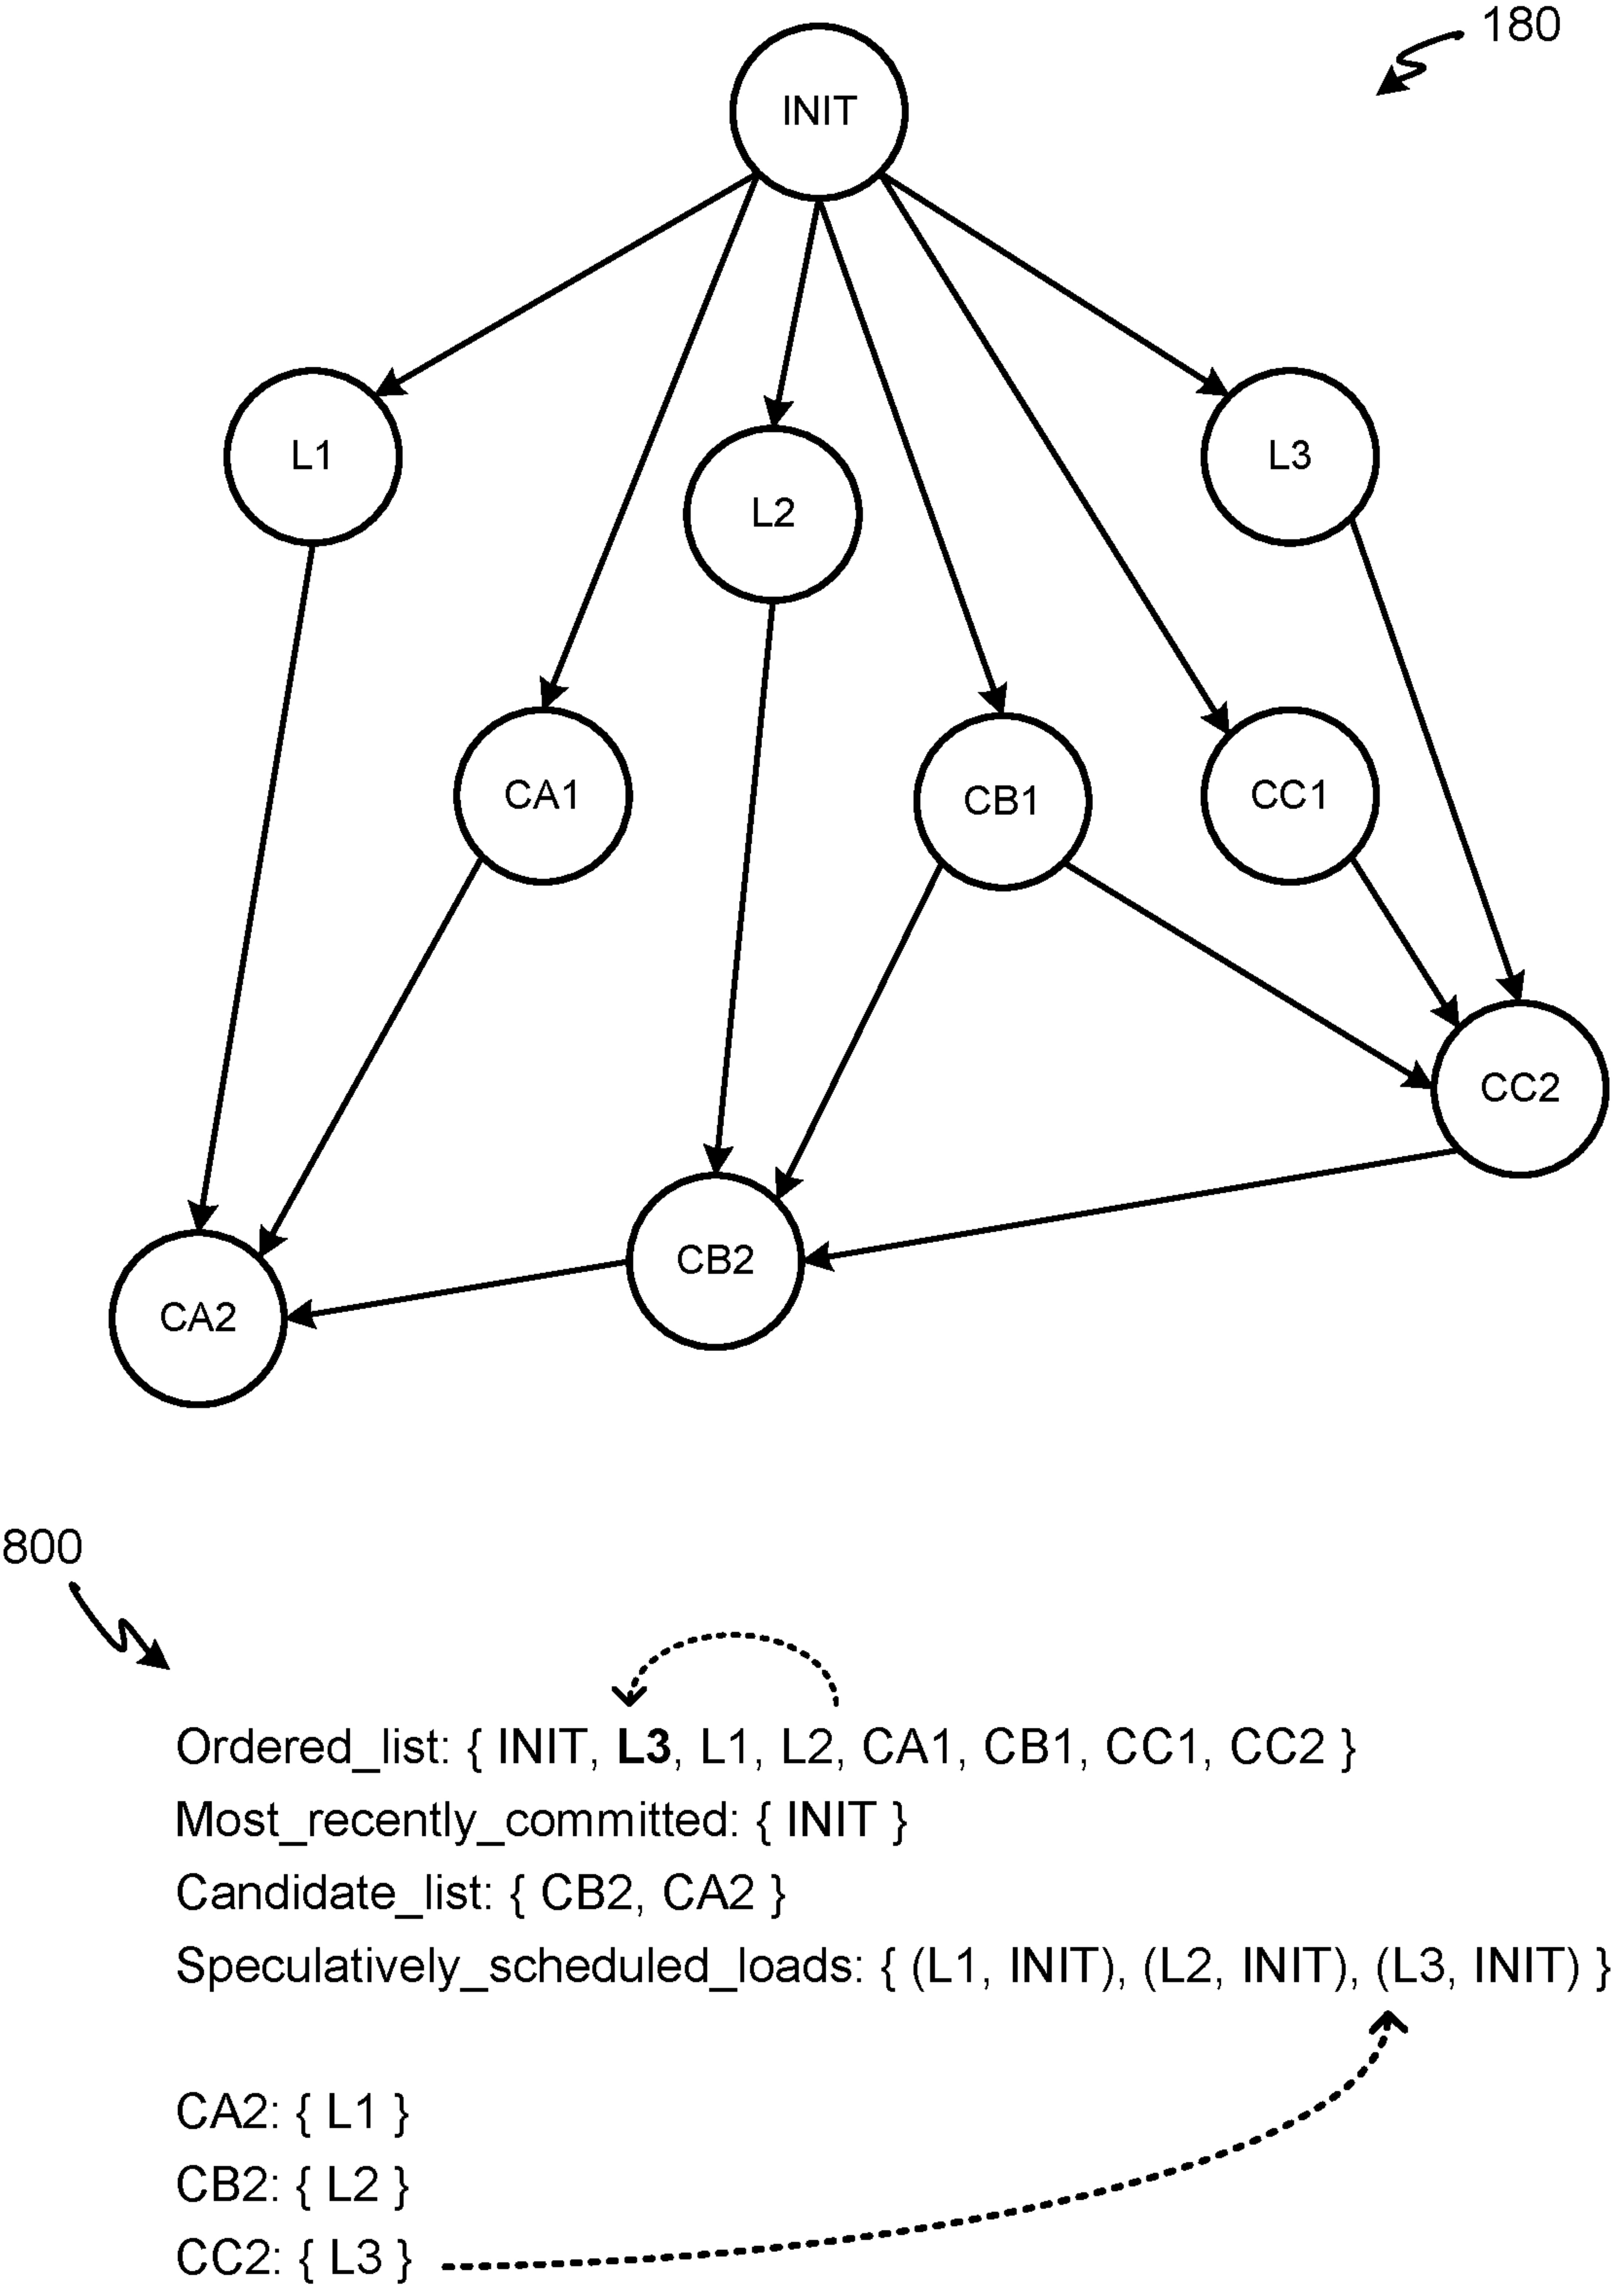 180
INIT
L1
L3
L2
CA1
CB1
CC1
CC2
CB2
CA2
800
Ordered_list: { INIT, L3, L1, L2, CA1, CB1, CC1, CC2 }
Most_recently_committed: { INIT }
Candidate_list: { CB2, CA2 }
Speculatively_scheduled_loads: { (L1, INIT), (L2, INIT), (L3, INIT) }
CA2: { L1 }
CB2: { L2 }
CC2: { L3 }